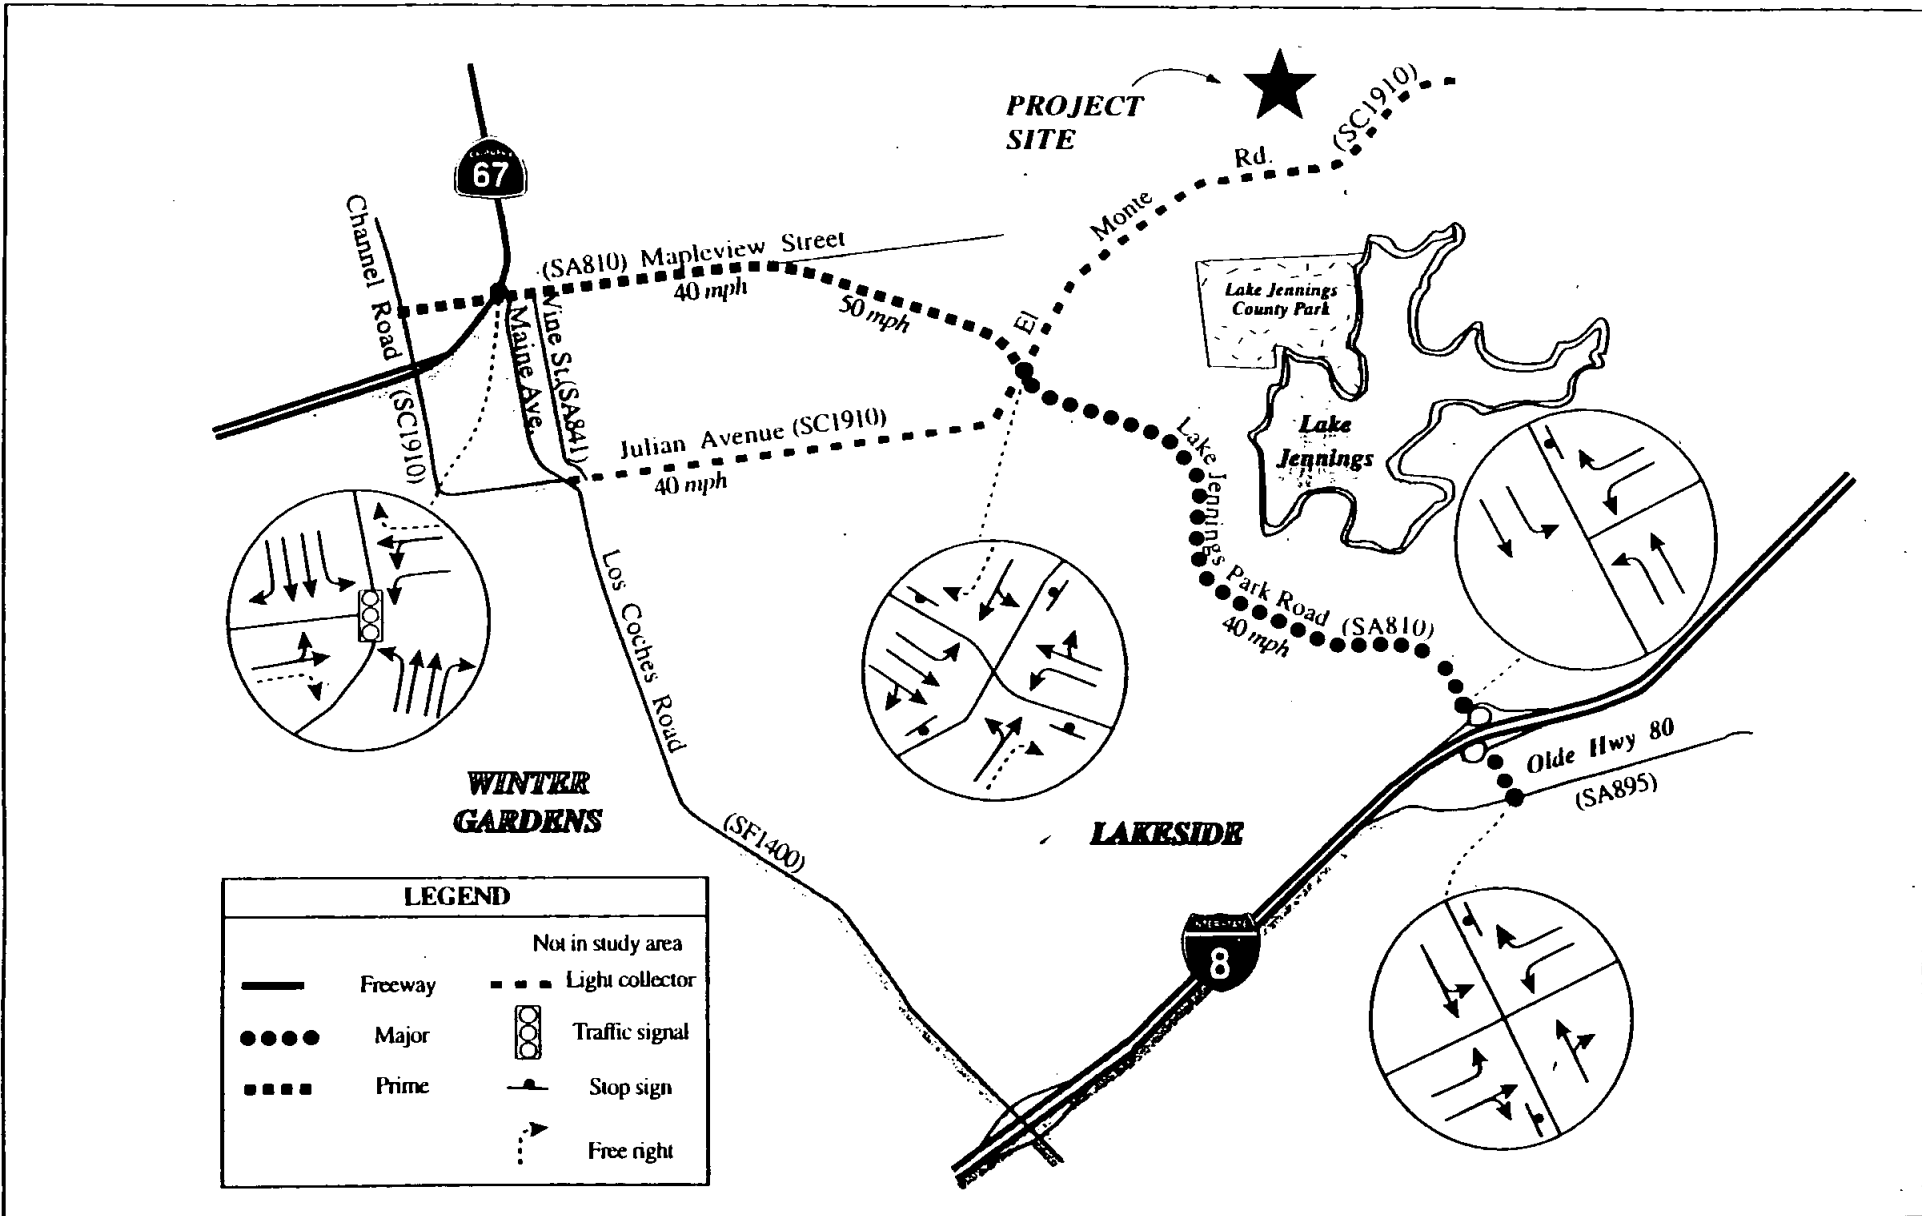 PROJECT
SITE
(SC1910)
Rd.
Monte
El
67
Channel Road (SC1910)
(SA810) Mapleview Street
40 mph
50 mph
Maine Ave.
Vine St. (SA841)
Julian Avenue (SC1910)
40 mph
Lake Jennings
County Park
Lake
Jennings
Lake Jennings Park Road (SA810)
40 mph
Los Coches Road
(SF1400)
Olde Hwy 80
(SA895)
WINTER
GARDENS
LAKESIDE
8
LEGEND
Not in study area
Freeway
Light collector
Major
Traffic signal
Prime
Stop sign
Free right